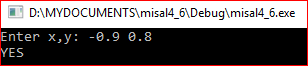 D:\MYDOCUMENTS\misal4_6\Debug\misal4_6.exe
Enter x,y: -0.9 0.8
YES